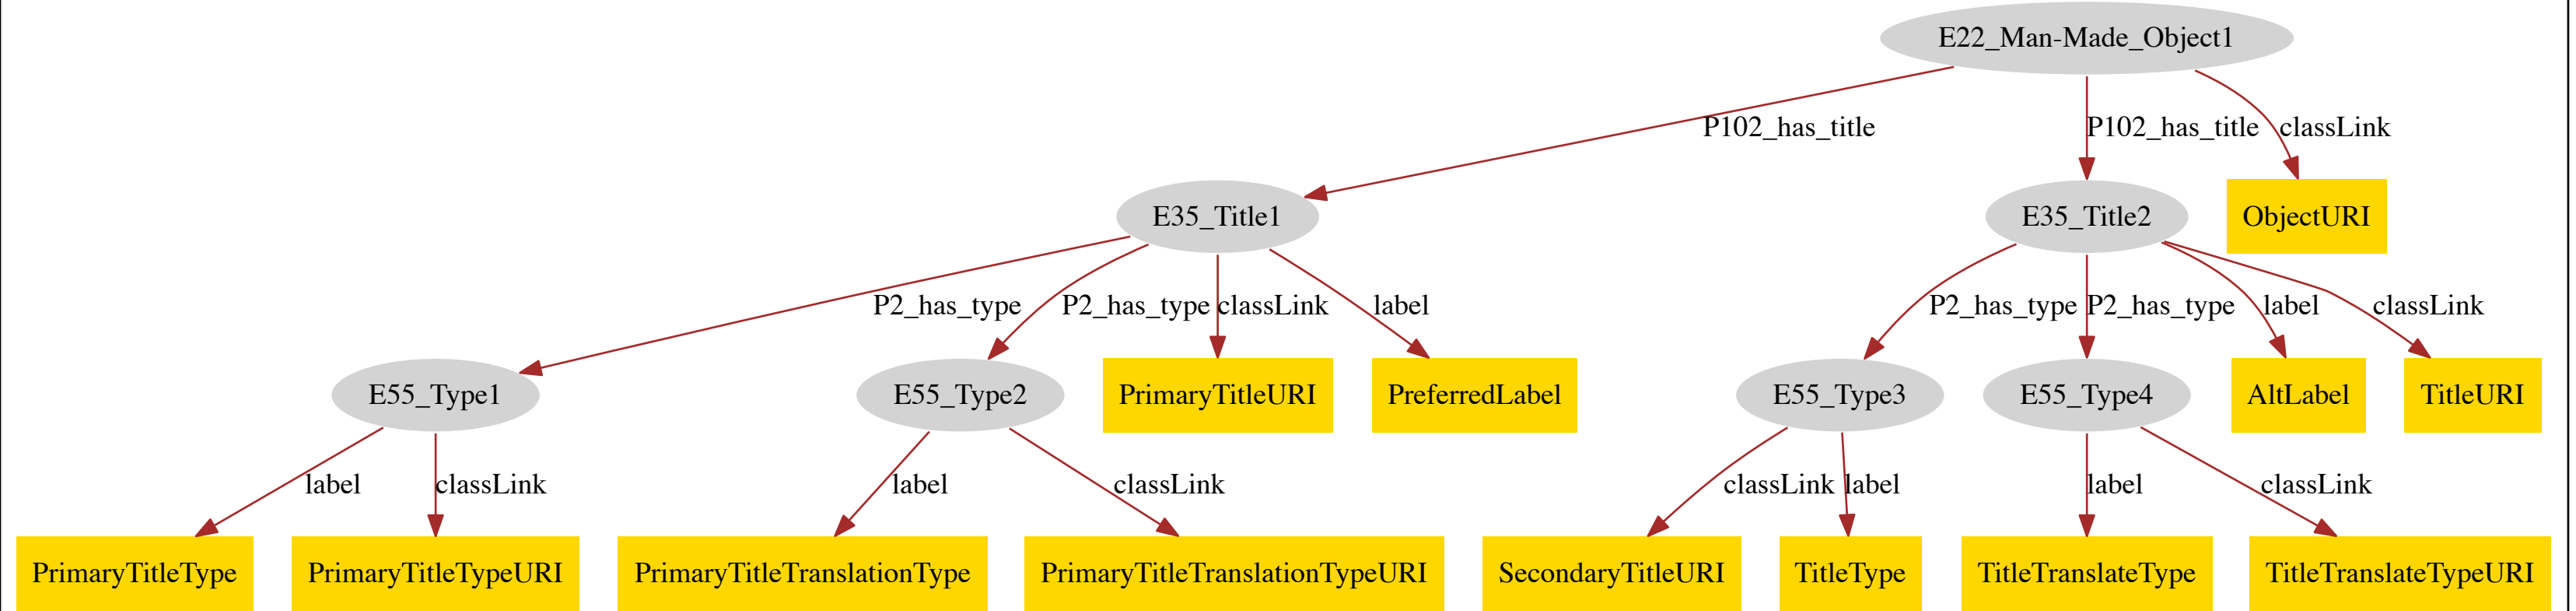 E22_Man-Made_Object1
P102_has_title
P102_has_title
classLink
E35_Title1
E35_Title2
ObjectURI
P2_has_type
P2_has_type
classLink
label
P2_has_type
P2_has_type
label
classLink
E55_Type1
E55_Type2
PrimaryTitleURI
PreferredLabel
E55_Type3
E55_Type4
AltLabel
TitleURI
label
classLink
label
classLink
classLink
label
label
classLink
PrimaryTitleType
PrimaryTitleTypeURI
PrimaryTitleTranslationType
PrimaryTitleTranslationTypeURI
SecondaryTitleURI
TitleType
TitleTranslateType
TitleTranslateTypeURI